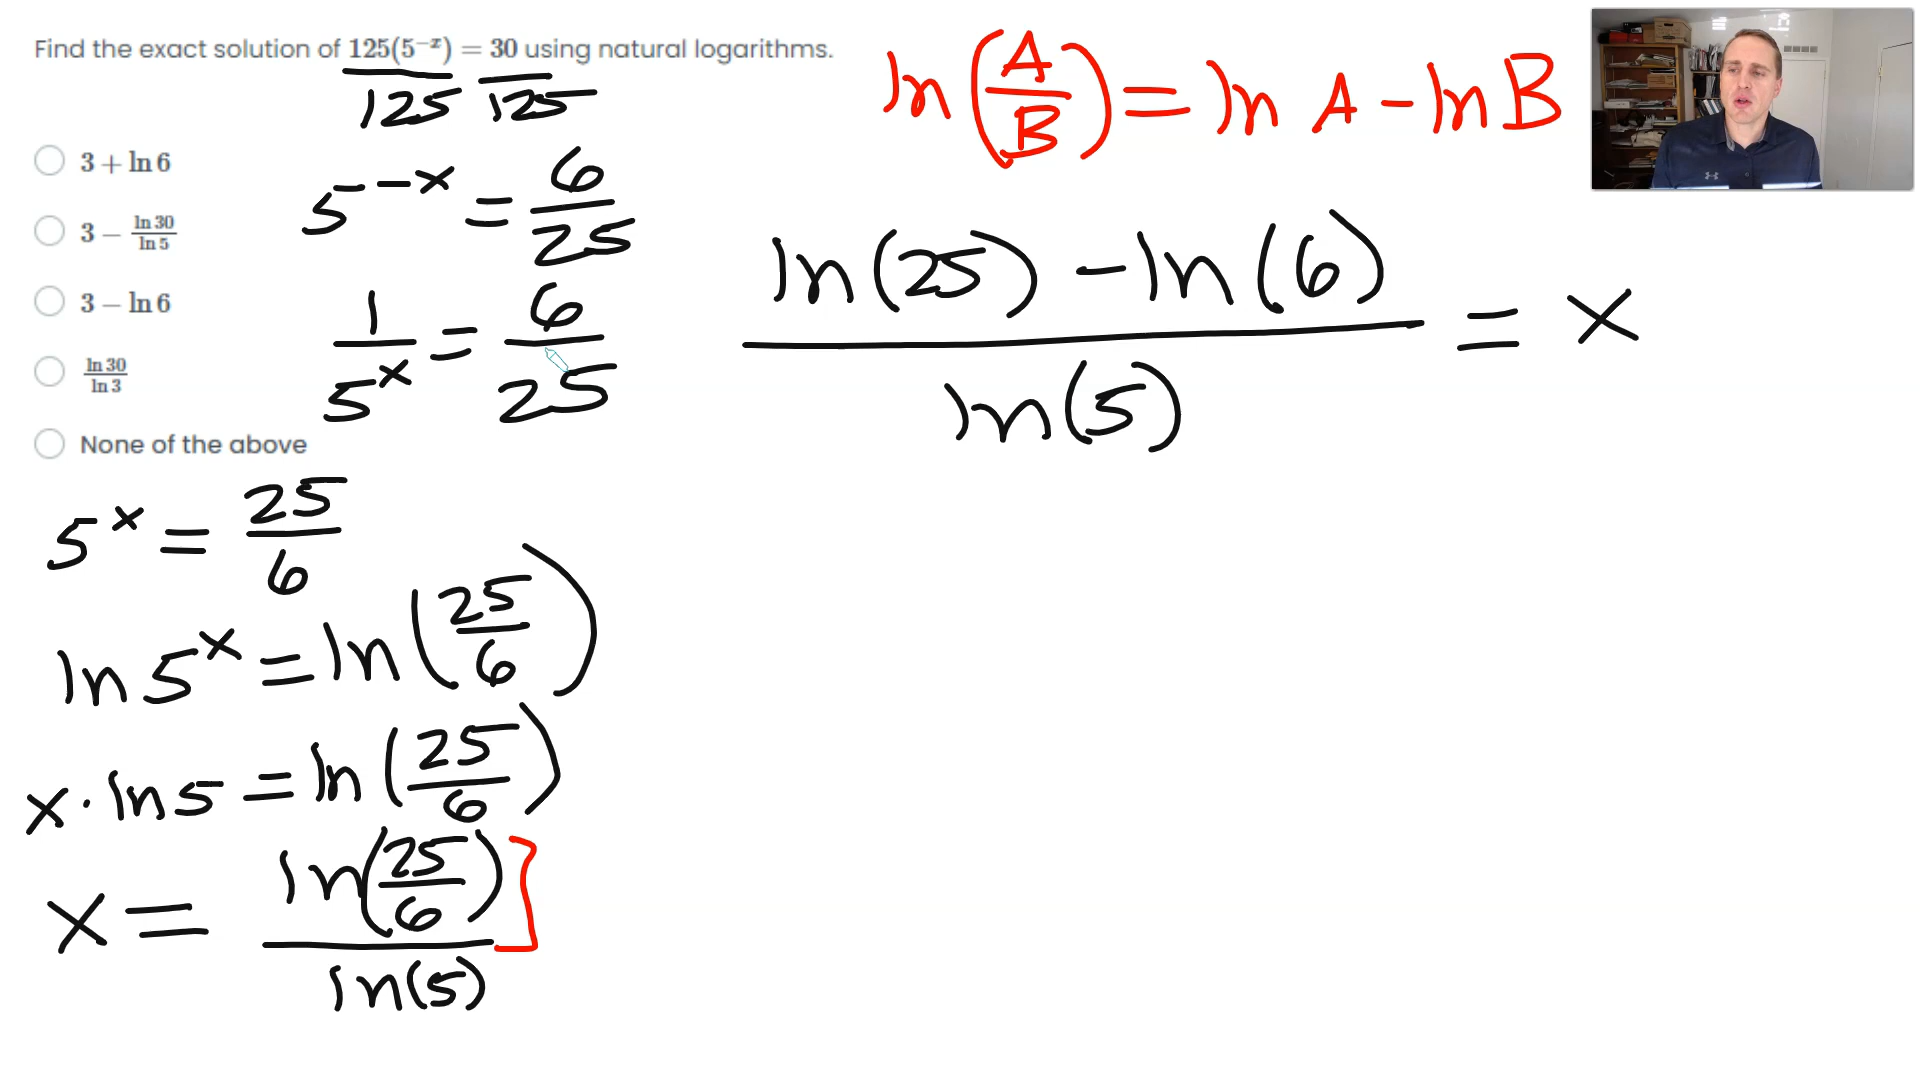 Find the exact solution of 125(5^{-x}) = 30 using natural logarithms.
125 125
3 + ln 6
3 − ln 30 / ln 5
3 − ln 6
ln 30 / ln 3
None of the above
5^{-x} = 6/25
1/5^x = 6/25
5^x = 25/6
ln 5^x = ln(25/6)
x · ln 5 = ln(25/6)
x = ln(25/6) / ln(5)
ln(A/B) = ln A − ln B
ln(25) − ln(6) / ln(5) = x